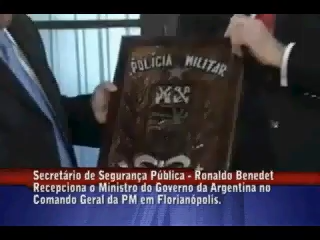 POLÍCIA MILITAR
Secretário de Segurança Pública - Ronaldo Benedet
Recepciona o Ministro do Governo da Argentina no
Comando Geral da PM em Florianópolis.